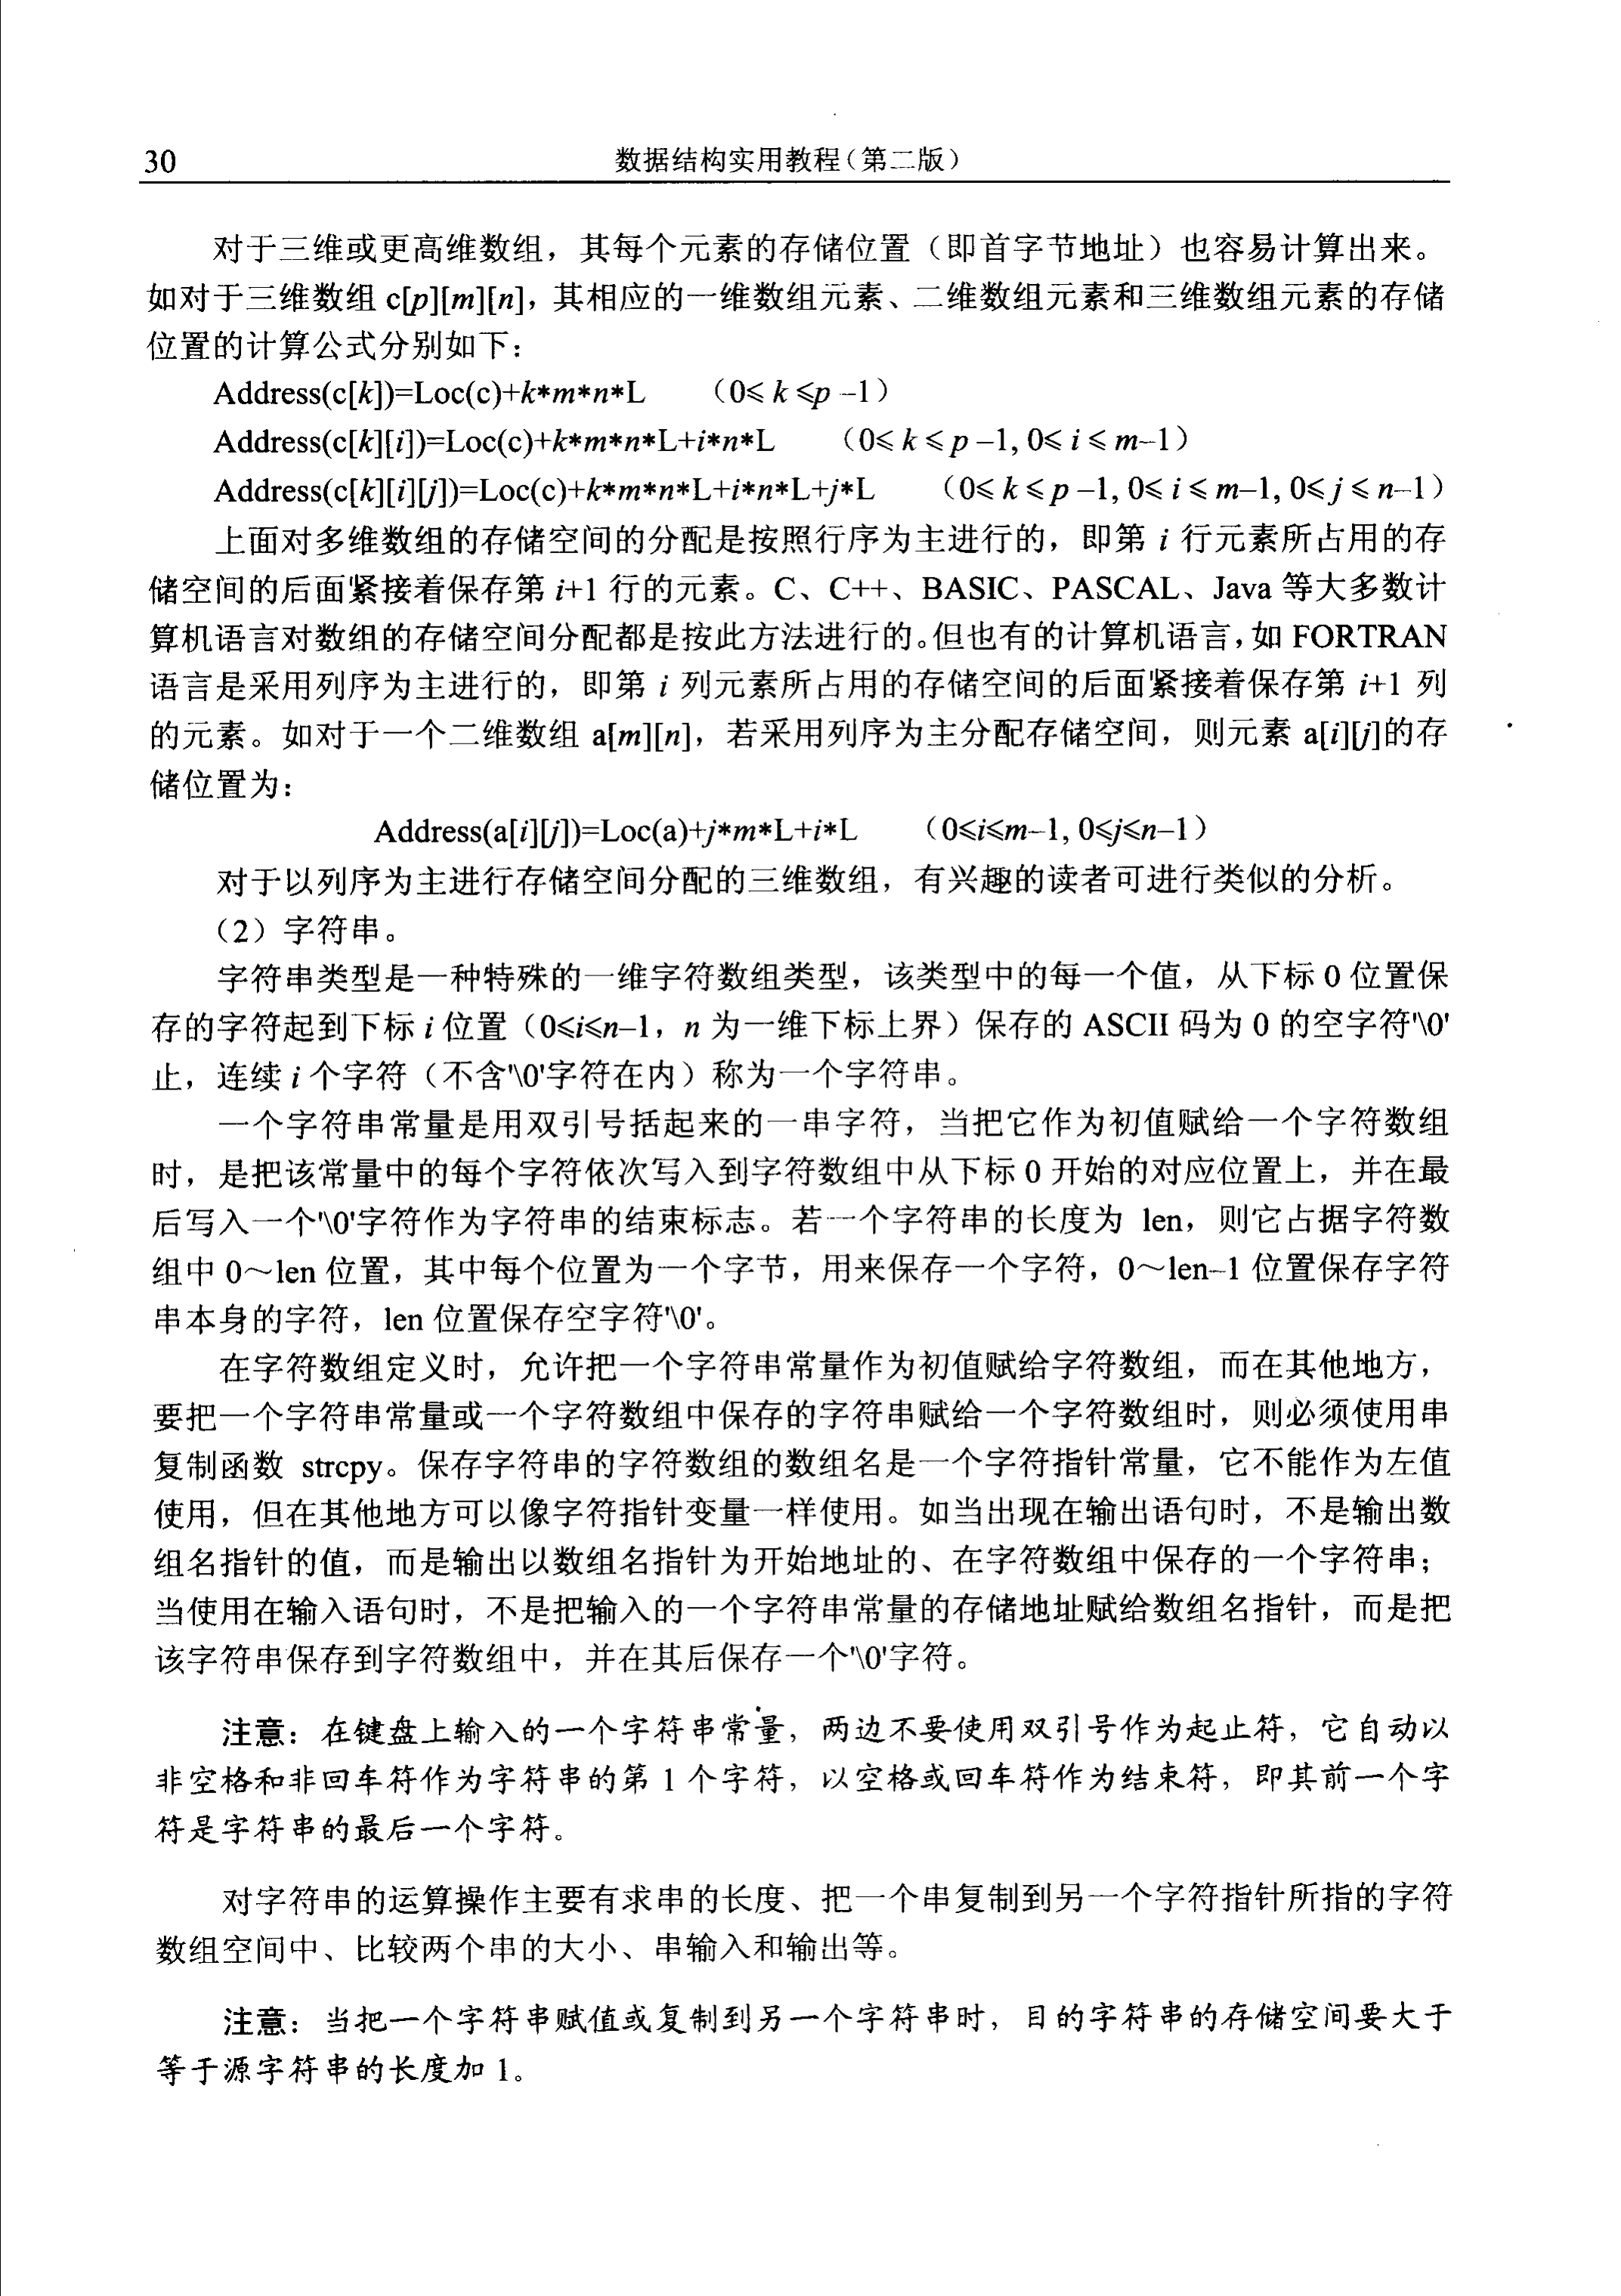 30
数据结构实用教程(第二版)
对于三维或更高维数组，其每个元素的存储位置（即首字节地址）也容易计算出来。
如对于三维数组 c[p][m][n]，其相应的一维数组元素、二维数组元素和三维数组元素的存储
位置的计算公式分别如下：
Address(c[k])=Loc(c)+k*m*n*L （0≤k≤p-1）
Address(c[k][i])=Loc(c)+k*m*n*L+i*n*L （0≤k≤p-1, 0≤i≤m-1）
Address(c[k][i][j])=Loc(c)+k*m*n*L+i*n*L+j*L （0≤k≤p-1, 0≤i≤m-1, 0≤j≤n-1）
上面对多维数组的存储空间的分配是按照行序为主进行的，即第 i 行元素所占用的存
储空间的后面紧接着保存第 i+1 行的元素。C、C++、BASIC、PASCAL、Java 等大多数计
算机语言对数组的存储空间分配都是按此方法进行的。但也有的计算机语言，如 FORTRAN
语言是采用列序为主进行的，即第 i 列元素所占用的存储空间的后面紧接着保存第 i+1 列
的元素。如对于一个二维数组 a[m][n]，若采用列序为主分配存储空间，则元素 a[i][j]的存
储位置为：
Address(a[i][j])=Loc(a)+j*m*L+i*L （0≤i≤m-1, 0≤j≤n-1）
对于以列序为主进行存储空间分配的三维数组，有兴趣的读者可进行类似的分析。
（2）字符串。
字符串类型是一种特殊的一维字符数组类型，该类型中的每一个值，从下标 0 位置保
存的字符起到下标 i 位置（0≤i≤n-1，n 为一维下标上界）保存的 ASCII 码为 0 的空字符'\0'
止，连续 i 个字符（不含'\0'字符在内）称为一个字符串。
一个字符串常量是用双引号括起来的一串字符，当把它作为初值赋给一个字符数组
时，是把该常量中的每个字符依次写入到字符数组中从下标 0 开始的对应位置上，并在最
后写入一个'\0'字符作为字符串的结束标志。若一个字符串的长度为 len，则它占据字符数
组中 0～len 位置，其中每个位置为一个字节，用来保存一个字符，0～len-1 位置保存字符
串本身的字符，len 位置保存空字符'\0'。
在字符数组定义时，允许把一个字符串常量作为初值赋给字符数组，而在其他地方，
要把一个字符串常量或一个字符数组中保存的字符串赋给一个字符数组时，则必须使用串
复制函数 strcpy。保存字符串的字符数组的数组名是一个字符指针常量，它不能作为左值
使用，但在其他地方可以像字符指针变量一样使用。如当出现在输出语句时，不是输出数
组名指针的值，而是输出以数组名指针为开始地址的、在字符数组中保存的一个字符串；
当使用在输入语句时，不是把输入的一个字符串常量的存储地址赋给数组名指针，而是把
该字符串保存到字符数组中，并在其后保存一个'\0'字符。
注意：在键盘上输入的一个字符串常量，两边不要使用双引号作为起止符，它自动以
非空格和非回车符作为字符串的第 1 个字符，以空格或回车符作为结束符，即其前一个字
符是字符串的最后一个字符。
对字符串的运算操作主要有求串的长度、把一个串复制到另一个字符指针所指的字符
数组空间中、比较两个串的大小、串输入和输出等。
注意：当把一个字符串赋值或复制到另一个字符串时，目的字符串的存储空间要大于
等于源字符串的长度加 1。